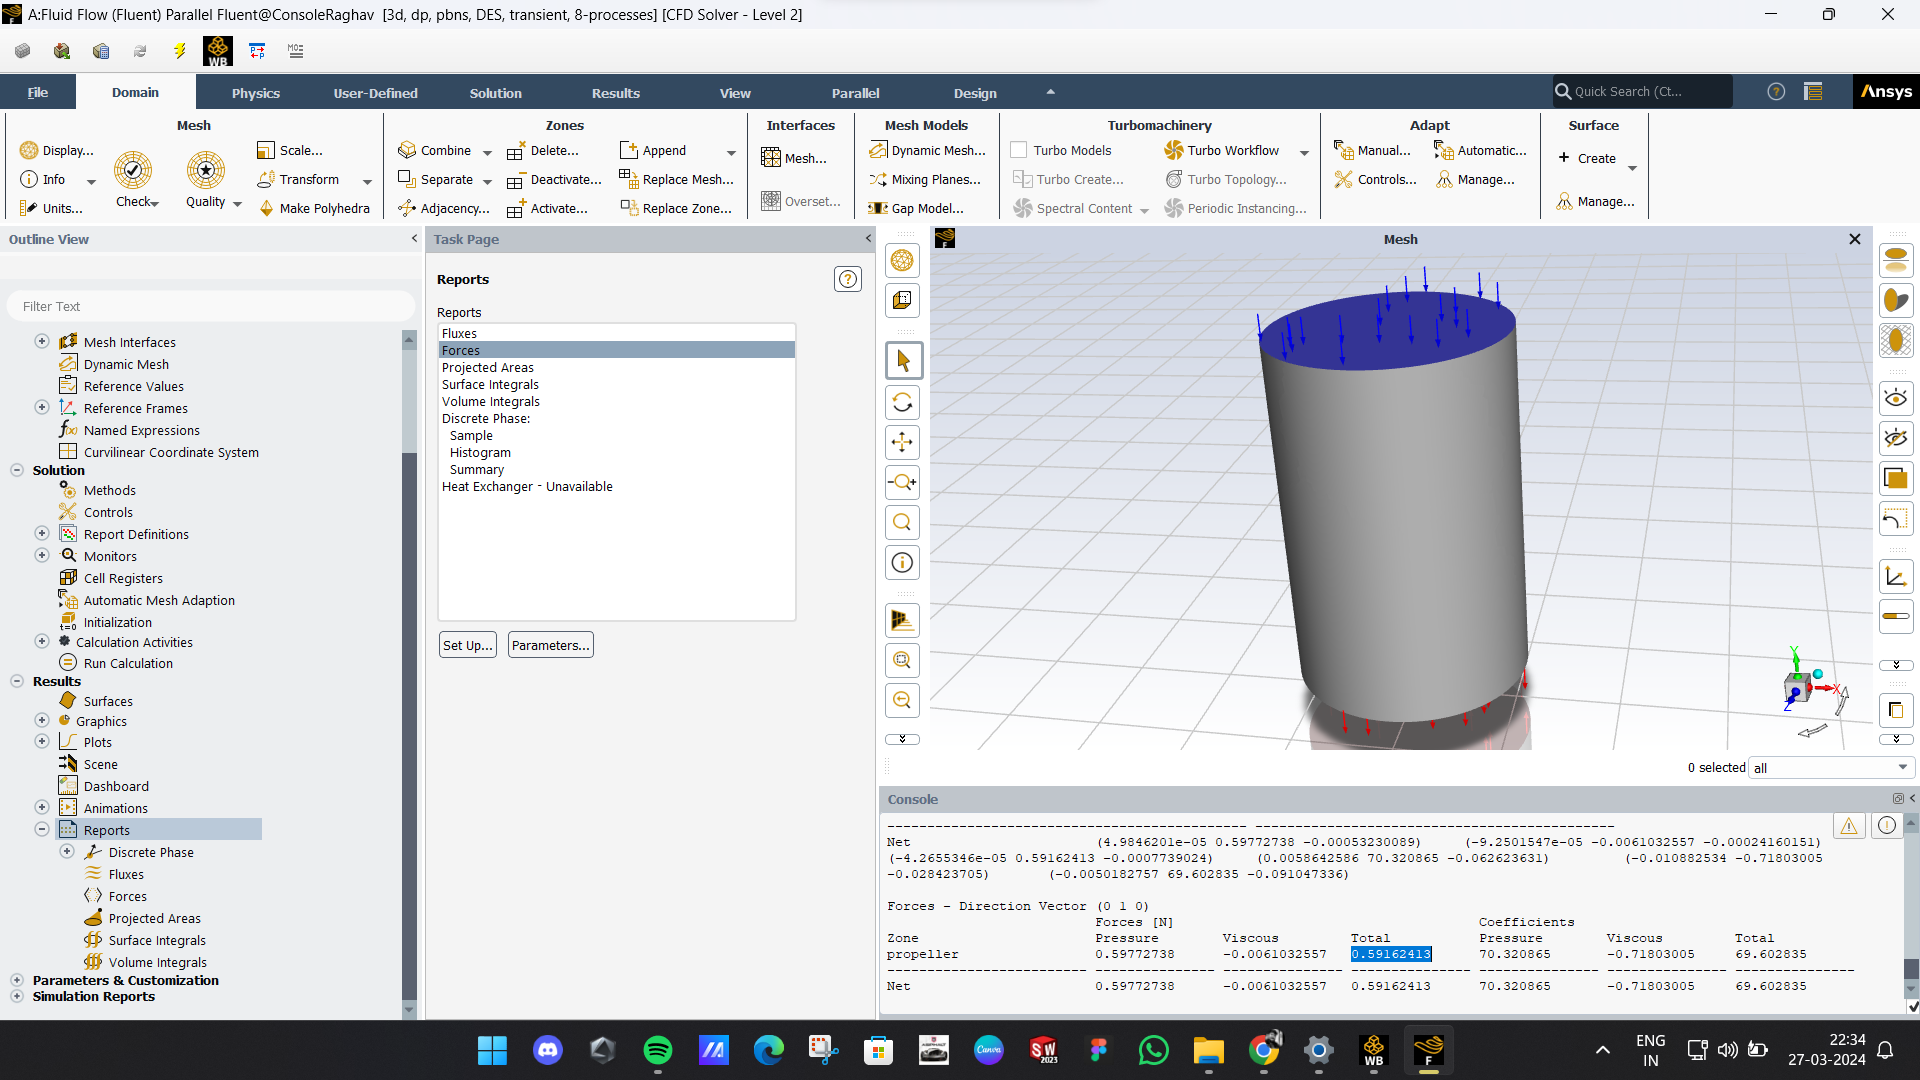 A:Fluid Flow (Fluent) Parallel Fluent@ConsoleRaghav [3d, dp, pbns, DES, transient, 8-processes] [CFD Solver - Level 2]
WB
File Domain Physics User-Defined Solution Results View Parallel Design Quick Search (Ct... Ansys
Mesh Zones Interfaces Mesh Models Turbomachinery Adapt Surface
Display... Scale... Combine Delete... Append Mesh... Dynamic Mesh... Turbo Models Turbo Workflow Manual... Automatic... Create
Info Transform Separate Deactivate... Replace Mesh... Mixing Planes... Turbo Create... Turbo Topology... Controls... Manage...
Check Quality Overset... Manage...
Units... Make Polyhedra Adjacency... Activate... Replace Zone... Gap Model... Spectral Content Periodic Instancing...
Outline View
Filter Text
Mesh Interfaces
Dynamic Mesh
Reference Values
Reference Frames
Named Expressions
Curvilinear Coordinate System
Solution
Methods
Controls
Report Definitions
Monitors
Cell Registers
Automatic Mesh Adaption
Initialization
Calculation Activities
Run Calculation
Results
Surfaces
Graphics
Plots
Scene
Dashboard
Animations
Reports
Discrete Phase
Fluxes
Forces
Projected Areas
Surface Integrals
Volume Integrals
Parameters & Customization
Simulation Reports
Task Page
Reports
Reports
Fluxes
Forces
Projected Areas
Surface Integrals
Volume Integrals
Discrete Phase:
Sample
Histogram
Summary
Heat Exchanger - Unavailable
Set Up... Parameters...
Mesh
Y
X
Z
0 selected all
Console
Net (4.9846201e-05 0.59772738 -0.00053230089) (-9.2501547e-05 -0.0061032557 -0.00024160151)
(-4.2655346e-05 0.59162413 -0.0007739024) (0.0058642586 70.320865 -0.062623631) (-0.010882534 -0.71803005
-0.028423705) (-0.0050182757 69.602835 -0.091047336)
Forces - Direction Vector (0 1 0)
Forces [N] Coefficients
Zone Pressure Viscous Total Pressure Viscous Total
propeller 0.59772738 -0.0061032557 0.59162413 70.320865 -0.71803005 69.602835
Net 0.59772738 -0.0061032557 0.59162413 70.320865 -0.71803005 69.602835
Canva
SW
2023
WB
F
ENG
IN
22:34
27-03-2024